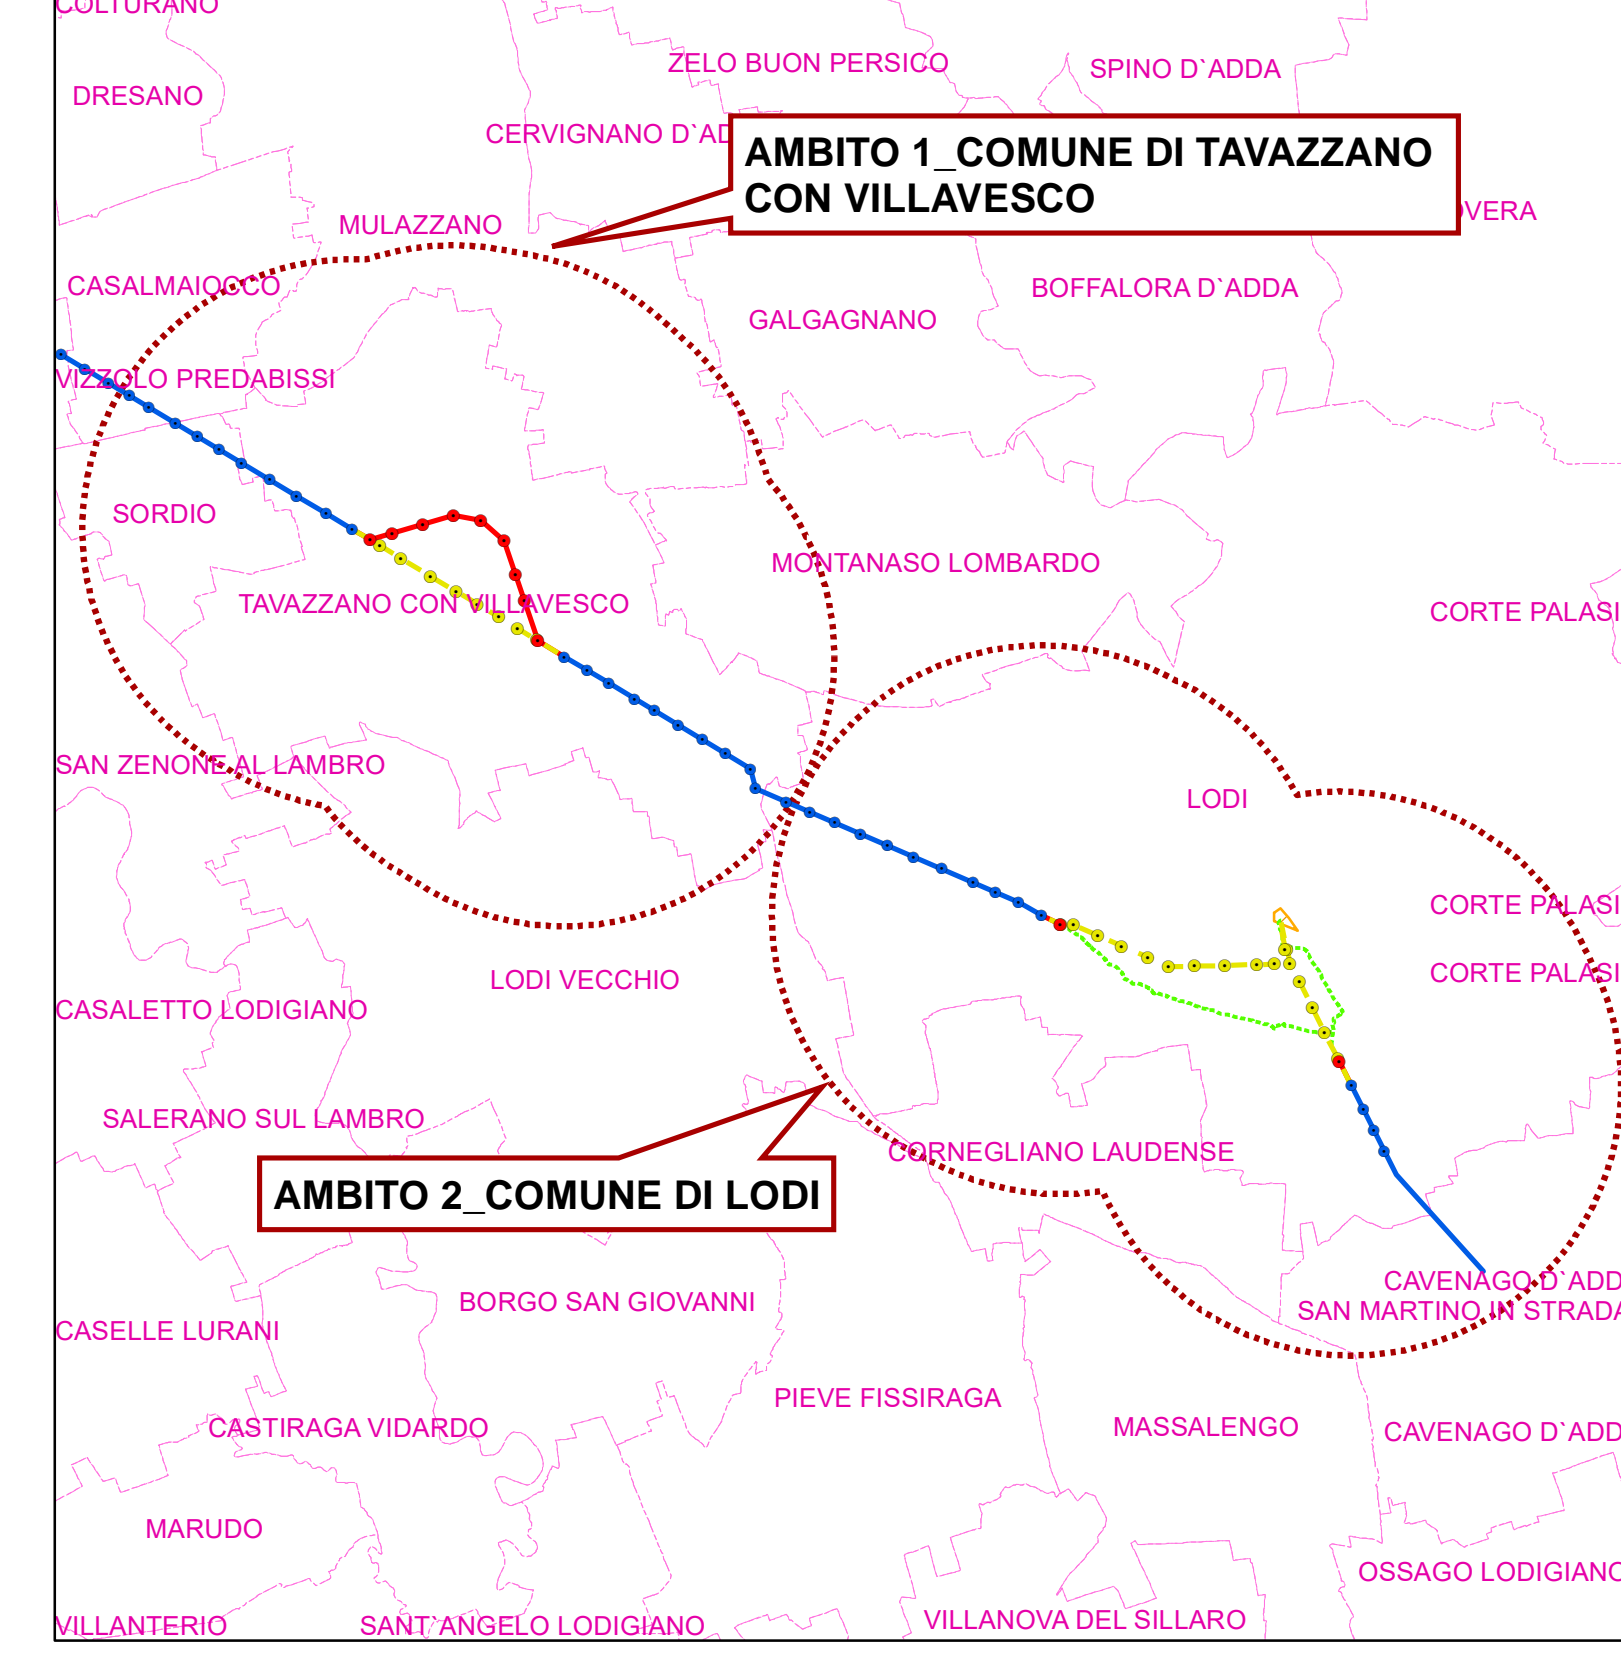 COLTURANO
ZELO BUON PERSICO
SPINO D`ADDA
DRESANO
CERVIGNANO D`AD
AMBITO 1_COMUNE DI TAVAZZANO
CON VILLAVESCO
OVERA
MULAZZANO
CASALMAIOCCO
BOFFALORA D`ADDA
GALGAGNANO
VIZZOLO PREDABISSI
SORDIO
MONTANASO LOMBARDO
TAVAZZANO CON VILLAVESCO
CORTE PALASI
SAN ZENONE AL LAMBRO
LODI
CORTE PALASI
LODI VECCHIO
CORTE PALASI
CASALETTO LODIGIANO
SALERANO SUL LAMBRO
CORNEGLIANO LAUDENSE
AMBITO 2_COMUNE DI LODI
CAVENAGO D`ADD
BORGO SAN GIOVANNI
SAN MARTINO IN STRADA
CASELLE LURANI
PIEVE FISSIRAGA
CASTIRAGA VIDARDO
MASSALENGO
CAVENAGO D`ADD
MARUDO
OSSAGO LODIGIANO
VILLANTERIO
SANT`ANGELO LODIGIANO
VILLANOVA DEL SILLARO